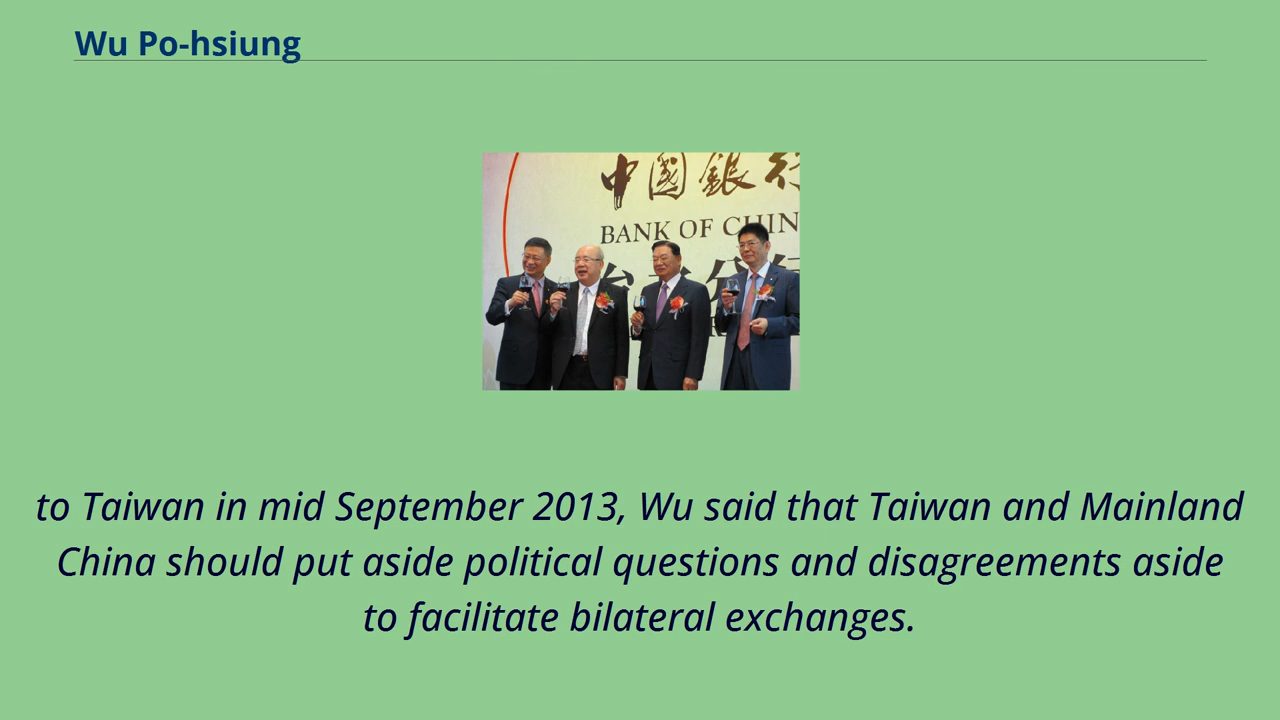 Wu Po-hsiung
中國銀行
BANK OF CHIN
to Taiwan in mid September 2013, Wu said that Taiwan and Mainland
China should put aside political questions and disagreements aside
to facilitate bilateral exchanges.